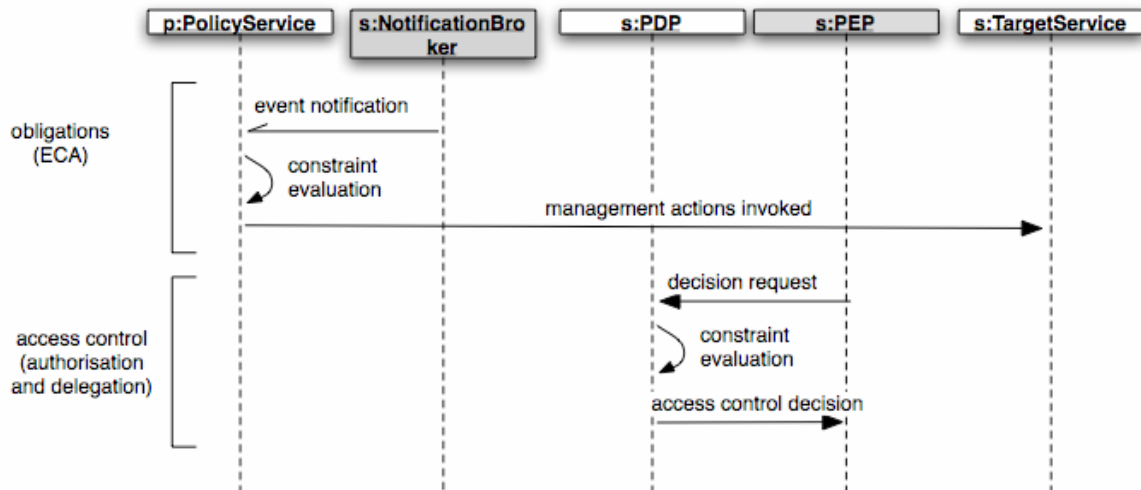 p:PolicyService
s:NotificationBro
ker
s:PDP
s:PEP
s:TargetService
event notification
obligations
(ECA)
constraint
evaluation
management actions invoked
decision request
access control
(authorisation
and delegation)
constraint
evaluation
access control decision